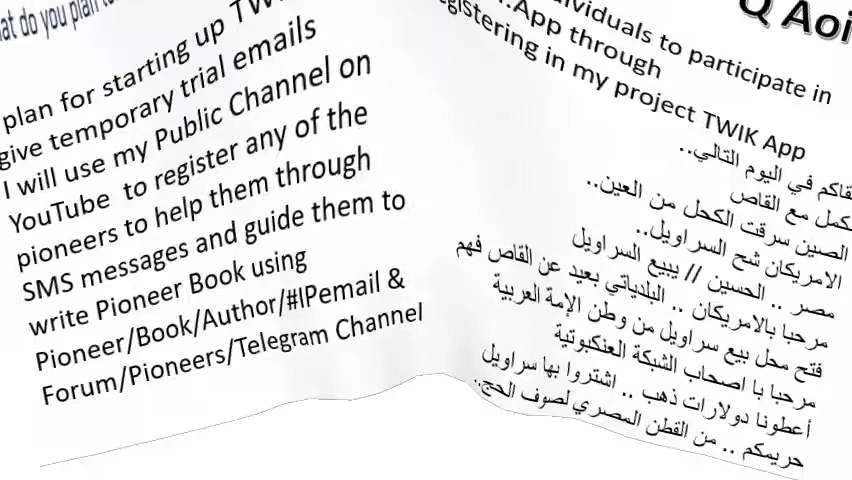 at do you plan to
plan for starting up TWIK
give temporary trial emails
I will use my Public Channel on
YouTube to register any of the
pioneers to help them through
SMS messages and guide them to
write Pioneer Book using
Pioneer/Book/Author/#IPemail &
Forum/Pioneers/Telegram Channel
Q Aoi
dividuals to participate in
.App through
egistering in my project TWIK App
في اليوم التالي..
مع القاص
الصين سرقت الكحل من العين..
الامريكان شح السراويل..
مصر .. الحسين // يبيع السراويل
مرحبا بالامريكان .. البلدياتي بعيد عن القاص فهم
فتح محل بيع سراويل من وطن الإمة العربية
مرحبا با اصحاب الشبكة العنكبوتية
أعطونا دولارات ذهب .. اشتروا بها سراويل
حريمكم .. من القطن المصري لصوف الحج..